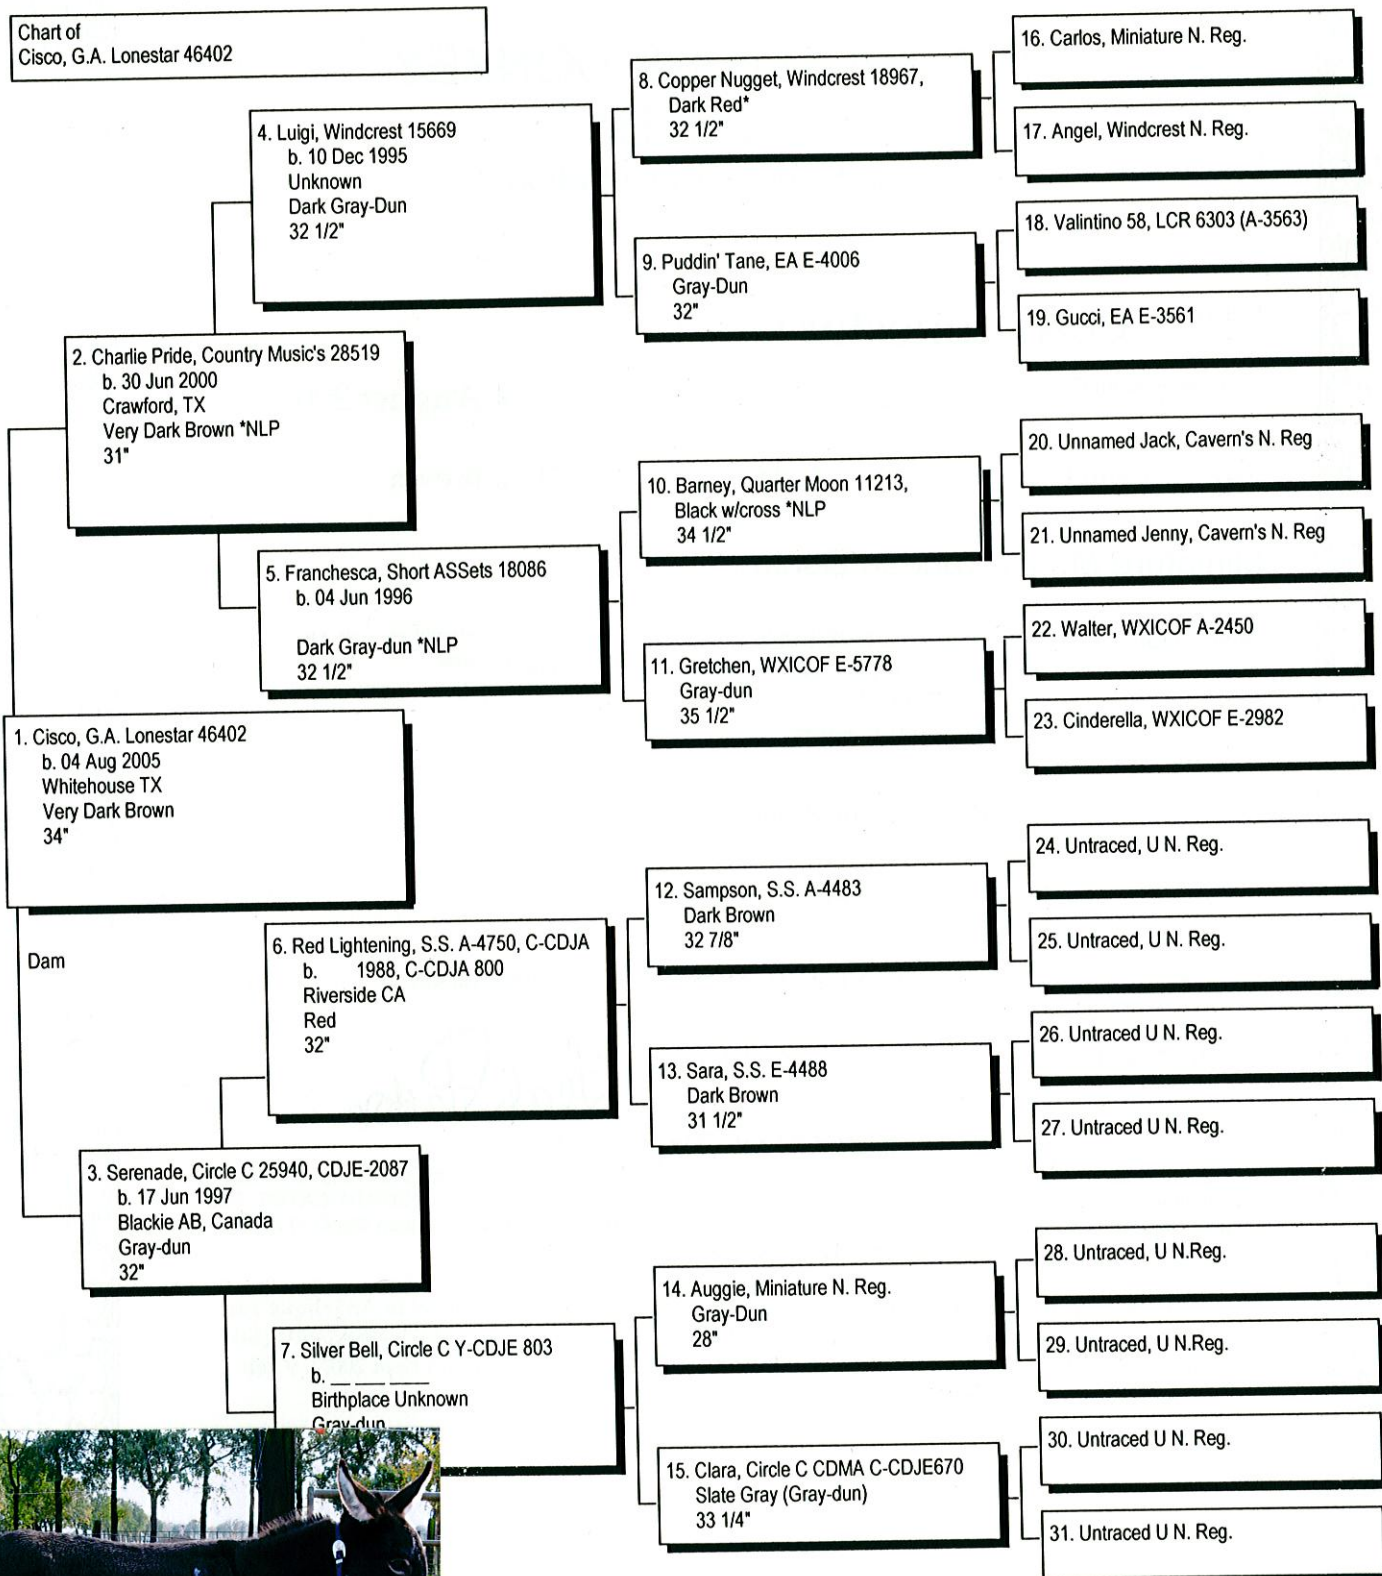 Chart of
Cisco, G.A. Lonestar 46402
16. Carlos, Miniature N. Reg.
8. Copper Nugget, Windcrest 18967,
Dark Red*
32 1/2"
17. Angel, Windcrest N. Reg.
4. Luigi, Windcrest 15669
b. 10 Dec 1995
Unknown
Dark Gray-Dun
32 1/2"
18. Valintino 58, LCR 6303 (A-3563)
9. Puddin' Tane, EA E-4006
Gray-Dun
32"
19. Gucci, EA E-3561
2. Charlie Pride, Country Music's 28519
b. 30 Jun 2000
Crawford, TX
Very Dark Brown *NLP
31"
20. Unnamed Jack, Cavern's N. Reg
10. Barney, Quarter Moon 11213,
Black w/cross *NLP
34 1/2"
21. Unnamed Jenny, Cavern's N. Reg
5. Franchesca, Short ASSets 18086
b. 04 Jun 1996
Dark Gray-dun *NLP
32 1/2"
22. Walter, WXICOF A-2450
11. Gretchen, WXICOF E-5778
Gray-dun
35 1/2"
23. Cinderella, WXICOF E-2982
1. Cisco, G.A. Lonestar 46402
b. 04 Aug 2005
Whitehouse TX
Very Dark Brown
34"
24. Untraced, U N. Reg.
12. Sampson, S.S. A-4483
Dark Brown
32 7/8"
25. Untraced, U N. Reg.
Dam
6. Red Lightening, S.S. A-4750, C-CDJA
b. 1988, C-CDJA 800
Riverside CA
Red
32"
26. Untraced U N. Reg.
13. Sara, S.S. E-4488
Dark Brown
31 1/2"
27. Untraced U N. Reg.
3. Serenade, Circle C 25940, CDJE-2087
b. 17 Jun 1997
Blackie AB, Canada
Gray-dun
32"
28. Untraced, U N.Reg.
14. Auggie, Miniature N. Reg.
Gray-Dun
28"
29. Untraced, U N.Reg.
7. Silver Bell, Circle C Y-CDJE 803
b. __ ___ ____
Birthplace Unknown
Gray-dun
30. Untraced U N. Reg.
15. Clara, Circle C CDMA C-CDJE670
Slate Gray (Gray-dun)
33 1/4"
31. Untraced U N. Reg.